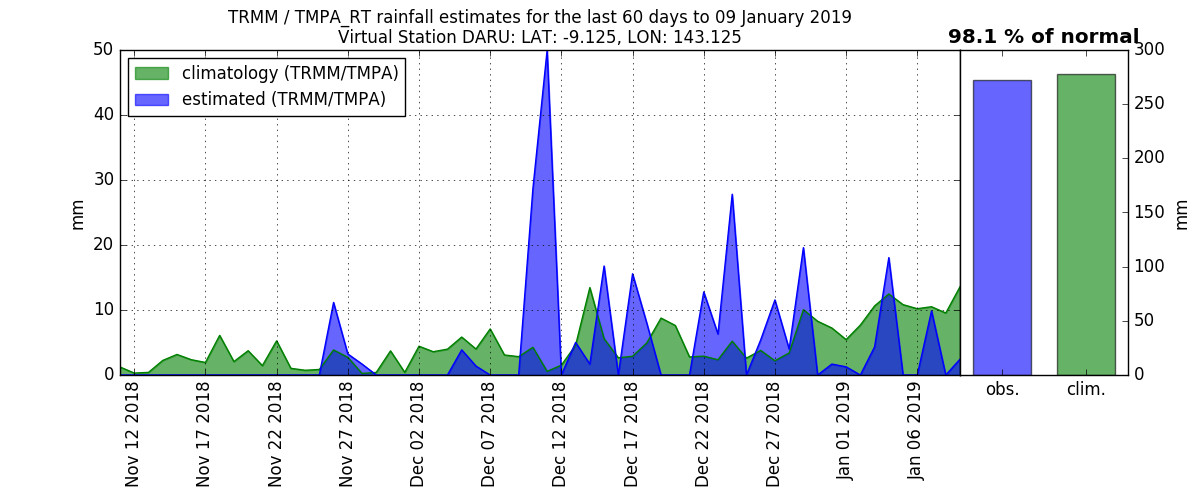 TRMM / TMPA_RT rainfall estimates for the last 60 days to 09 January 2019
Virtual Station DARU: LAT: -9.125, LON: 143.125
98.1 % of normal
climatology (TRMM/TMPA)
estimated (TRMM/TMPA)
50
40
30
20
10
0
mm
Nov 12 2018
Nov 17 2018
Nov 22 2018
Nov 27 2018
Dec 02 2018
Dec 07 2018
Dec 12 2018
Dec 17 2018
Dec 22 2018
Dec 27 2018
Jan 01 2019
Jan 06 2019
obs.
clim.
300
250
200
150
100
50
0
mm